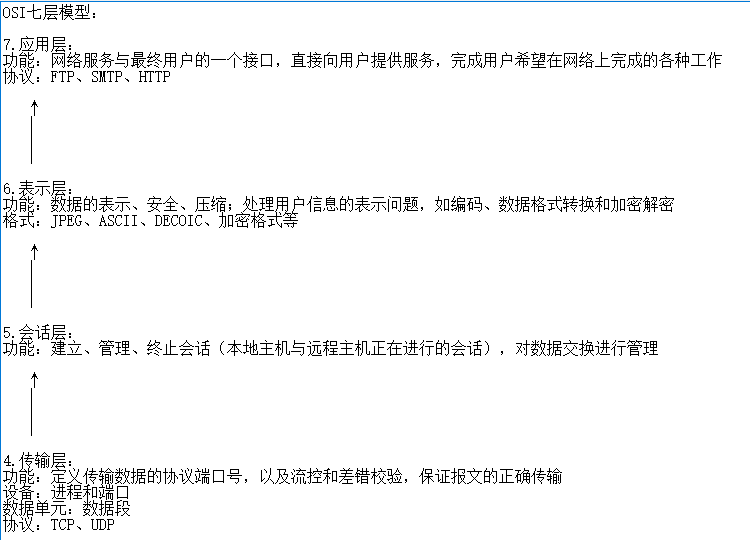 OSI七层模型：
7.应用层：
功能：网络服务与最终用户的一个接口，直接向用户提供服务，完成用户希望在网络上完成的各种工作
协议：FTP、SMTP、HTTP
6.表示层：
功能：数据的表示、安全、压缩；处理用户信息的表示问题，如编码、数据格式转换和加密解密
格式：JPEG、ASCII、DECOIC、加密格式等
5.会话层：
功能：建立、管理、终止会话（本地主机与远程主机正在进行的会话），对数据交换进行管理
4.传输层：
功能：定义传输数据的协议端口号，以及流控和差错校验，保证报文的正确传输
设备：进程和端口
数据单元：数据段
协议：TCP、UDP